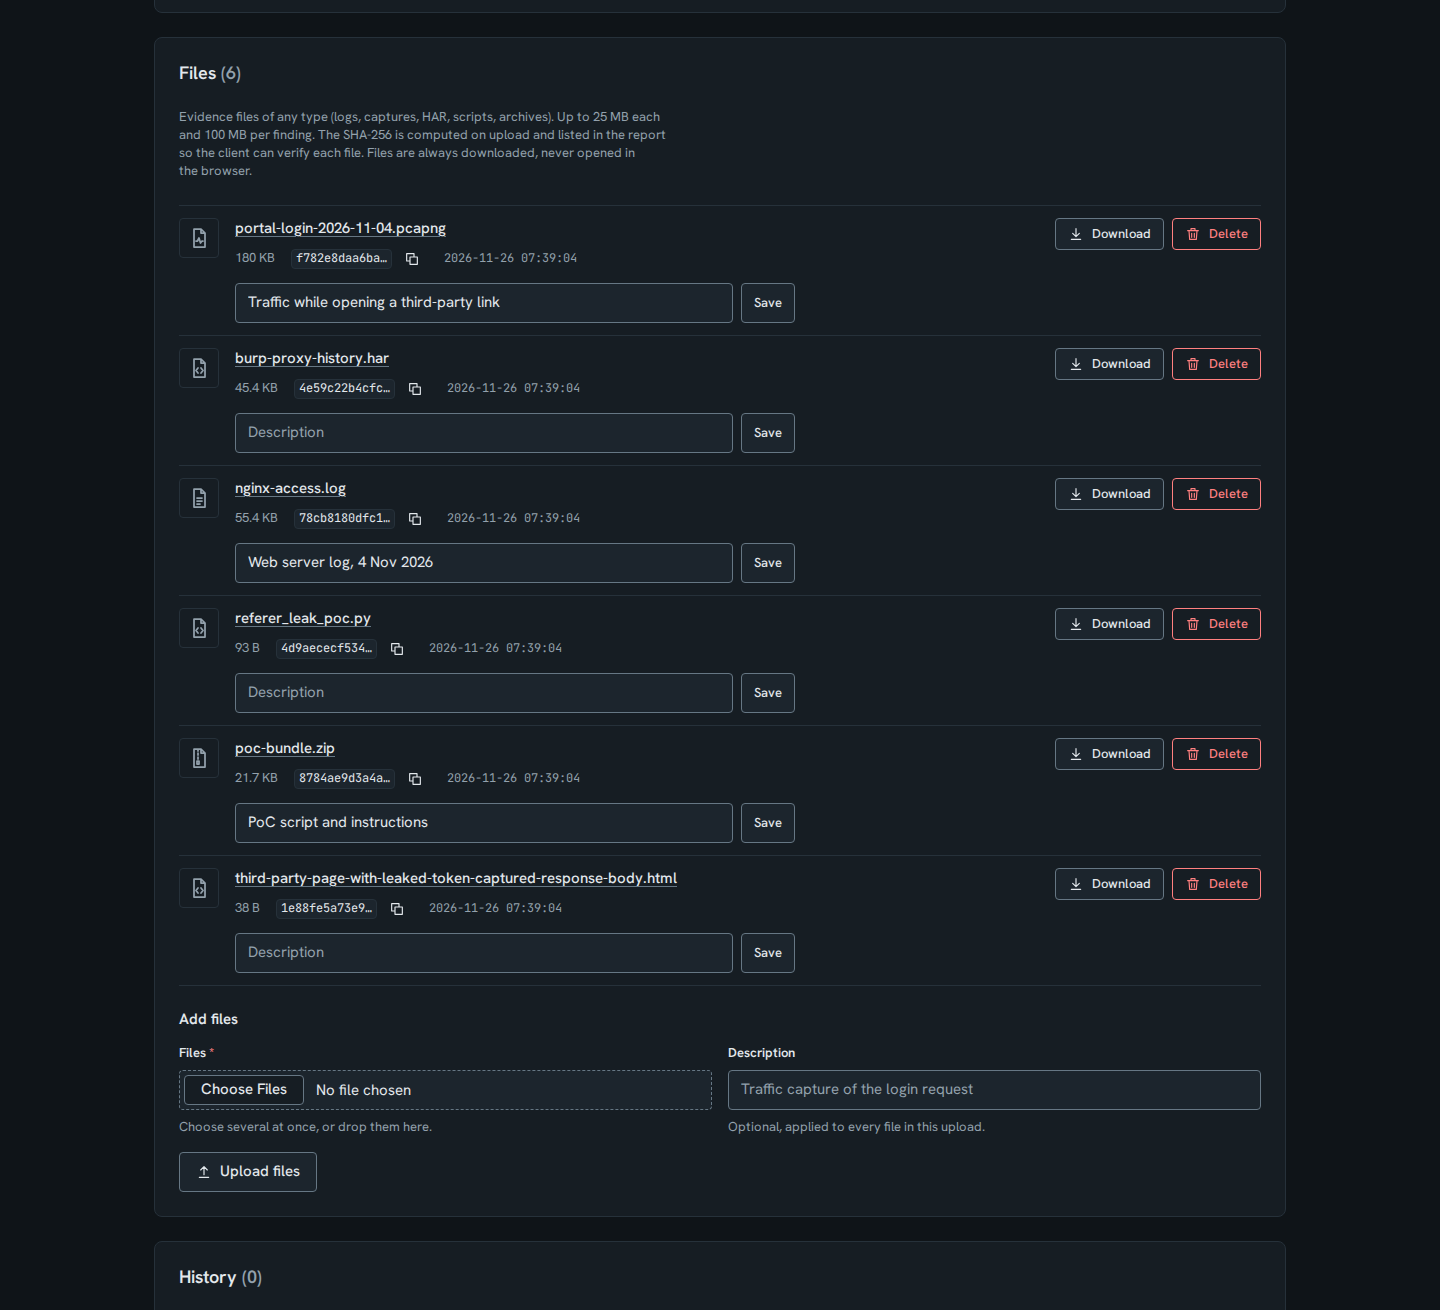 Files (6)
Evidence files of any type (logs, captures, HAR, scripts, archives). Up to 25 MB each
and 100 MB per finding. The SHA-256 is computed on upload and listed in the report
so the client can verify each file. Files are always downloaded, never opened in
the browser.
portal-login-2026-11-04.pcapng
Download
Delete
180 KB
f782e8daa6ba…
2026-11-26 07:39:04
Traffic while opening a third-party link
Save
burp-proxy-history.har
Download
Delete
45.4 KB
4e59c22b4cfc…
2026-11-26 07:39:04
Description
Save
nginx-access.log
Download
Delete
55.4 KB
78cb8180dfc1…
2026-11-26 07:39:04
Web server log, 4 Nov 2026
Save
referer_leak_poc.py
Download
Delete
93 B
4d9aececf534…
2026-11-26 07:39:04
Description
Save
poc-bundle.zip
Download
Delete
21.7 KB
8784ae9d3a4a…
2026-11-26 07:39:04
PoC script and instructions
Save
third-party-page-with-leaked-token-captured-response-body.html
Download
Delete
38 B
1e88fe5a73e9…
2026-11-26 07:39:04
Description
Save
Add files
Files *
Description
Choose Files
No file chosen
Traffic capture of the login request
Choose several at once, or drop them here.
Optional, applied to every file in this upload.
Upload files
History (0)